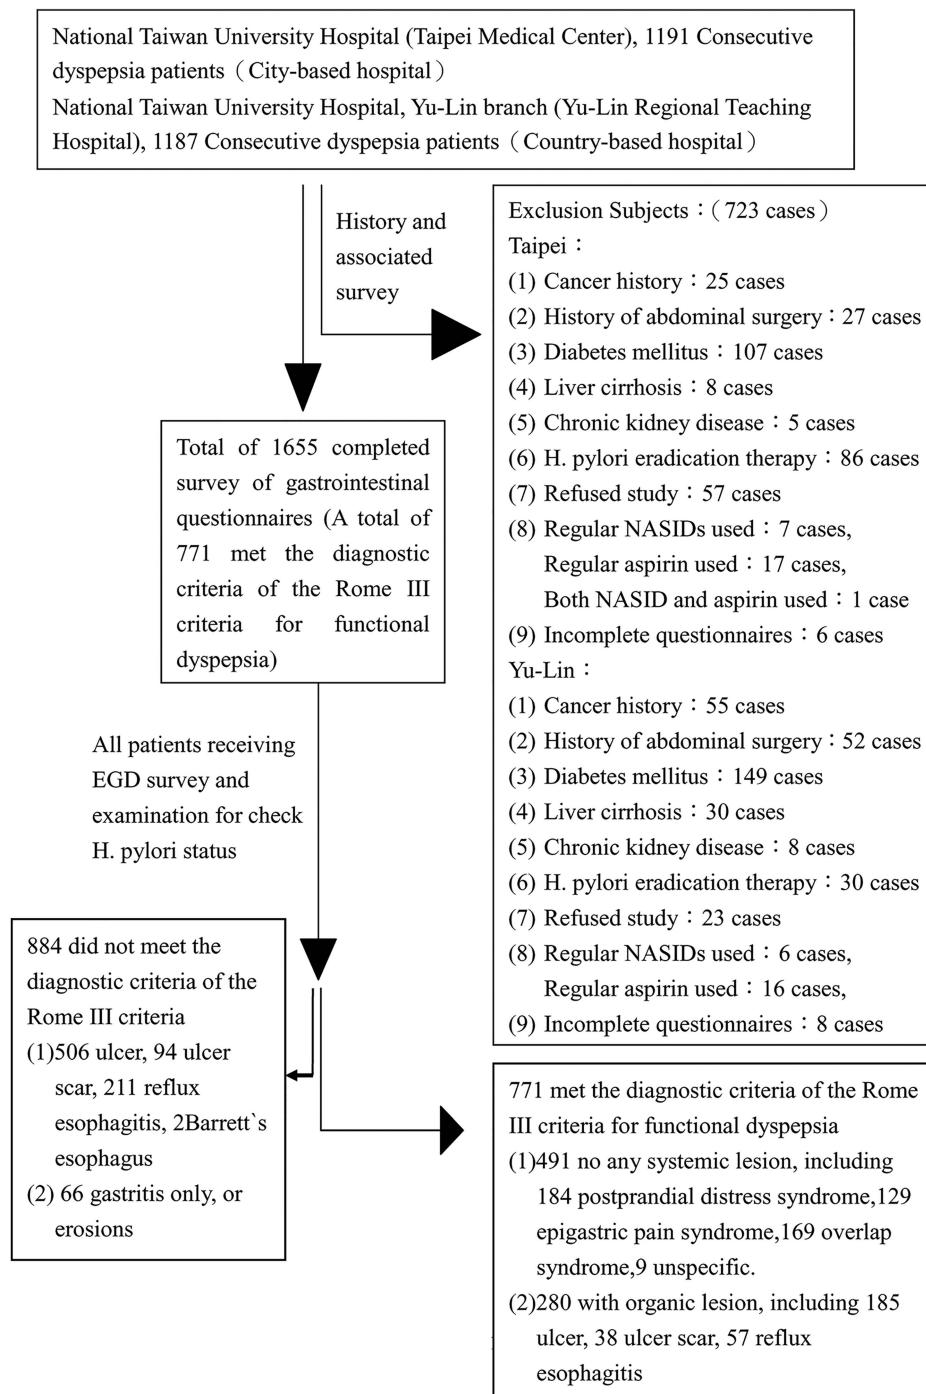 National Taiwan University Hospital (Taipei Medical Center), 1191 Consecutive
dyspepsia patients（City-based hospital）
National Taiwan University Hospital, Yu-Lin branch (Yu-Lin Regional Teaching
Hospital), 1187 Consecutive dyspepsia patients（Country-based hospital）
History and
associated
survey
Exclusion Subjects：（723 cases）
Taipei：
(1) Cancer history：25 cases
(2) History of abdominal surgery：27 cases
(3) Diabetes mellitus：107 cases
(4) Liver cirrhosis：8 cases
(5) Chronic kidney disease：5 cases
(6) H. pylori eradication therapy：86 cases
(7) Refused study：57 cases
(8) Regular NASIDs used：7 cases,
Regular aspirin used：17 cases,
Both NASID and aspirin used：1 case
(9) Incomplete questionnaires：6 cases
Yu-Lin：
(1) Cancer history：55 cases
(2) History of abdominal surgery：52 cases
(3) Diabetes mellitus：149 cases
(4) Liver cirrhosis：30 cases
(5) Chronic kidney disease：8 cases
(6) H. pylori eradication therapy：30 cases
(7) Refused study：23 cases
(8) Regular NASIDs used：6 cases,
Regular aspirin used：16 cases,
(9) Incomplete questionnaires：8 cases
Total of 1655 completed
survey of gastrointestinal
questionnaires (A total of
771 met the diagnostic
criteria of the Rome III
criteria for functional
dyspepsia)
All patients receiving
EGD survey and
examination for check
H. pylori status
884 did not meet the
diagnostic criteria of the
Rome III criteria
(1)506 ulcer, 94 ulcer
scar, 211 reflux
esophagitis, 2Barrett`s
esophagus
(2) 66 gastritis only, or
erosions
771 met the diagnostic criteria of the Rome
III criteria for functional dyspepsia
(1)491 no any systemic lesion, including
184 postprandial distress syndrome,129
epigastric pain syndrome,169 overlap
syndrome,9 unspecific.
(2)280 with organic lesion, including 185
ulcer, 38 ulcer scar, 57 reflux
esophagitis